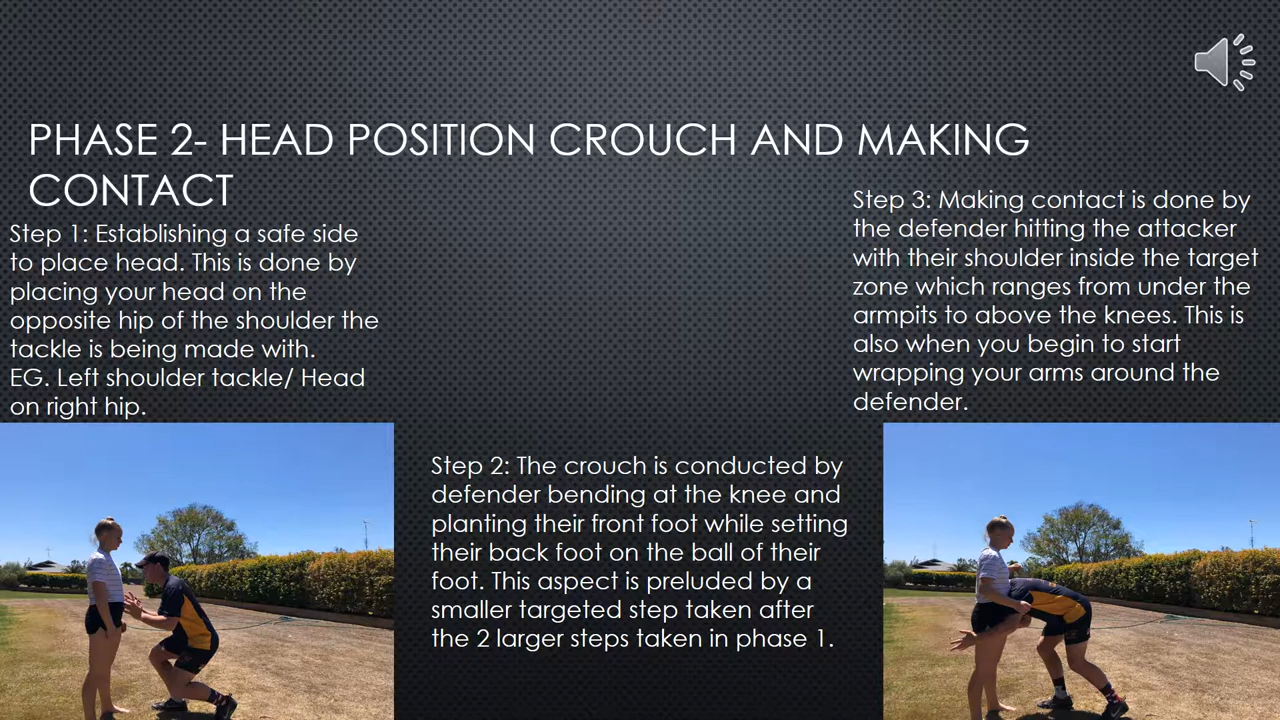 PHASE 2- HEAD POSITION CROUCH AND MAKING
CONTACT
Step 1: Establishing a safe side
to place head. This is done by
placing your head on the
opposite hip of the shoulder the
tackle is being made with.
EG. Left shoulder tackle/ Head
on right hip.
Step 2: The crouch is conducted by
defender bending at the knee and
planting their front foot while setting
their back foot on the ball of their
foot. This aspect is preluded by a
smaller targeted step taken after
the 2 larger steps taken in phase 1.
Step 3: Making contact is done by
the defender hitting the attacker
with their shoulder inside the target
zone which ranges from under the
armpits to above the knees. This is
also when you begin to start
wrapping your arms around the
defender.